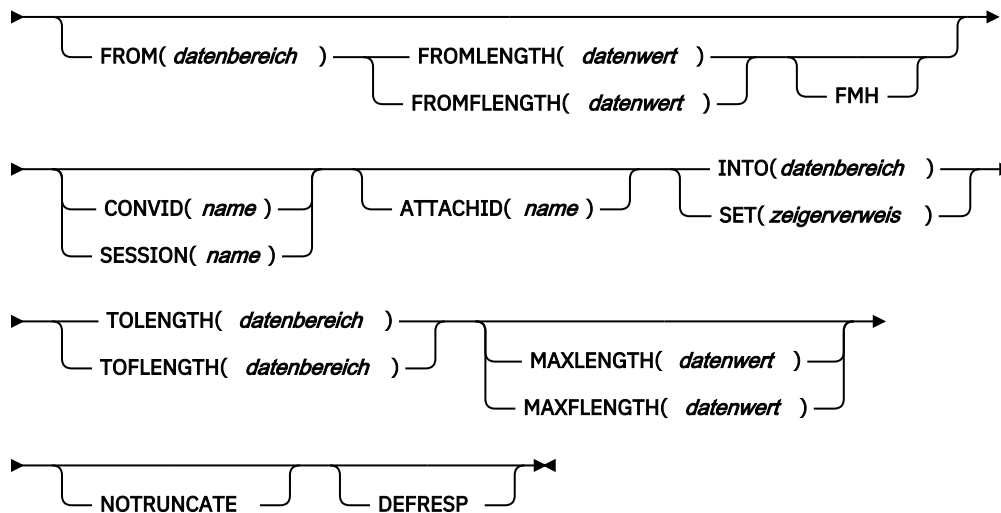 FROM( datenbereich ) FROMLENGTH( datenwert )
FROMFLENGTH( datenwert ) FMH
CONVID( name ) ATTACHID( name ) INTO( datenbereich )
SESSION( name ) SET( zeigerverweis )
TOLENGTH( datenbereich )
TOFLENGTH( datenbereich ) MAXLENGTH( datenwert )
MAXFLENGTH( datenwert )
NOTRUNCATE DEFRESP